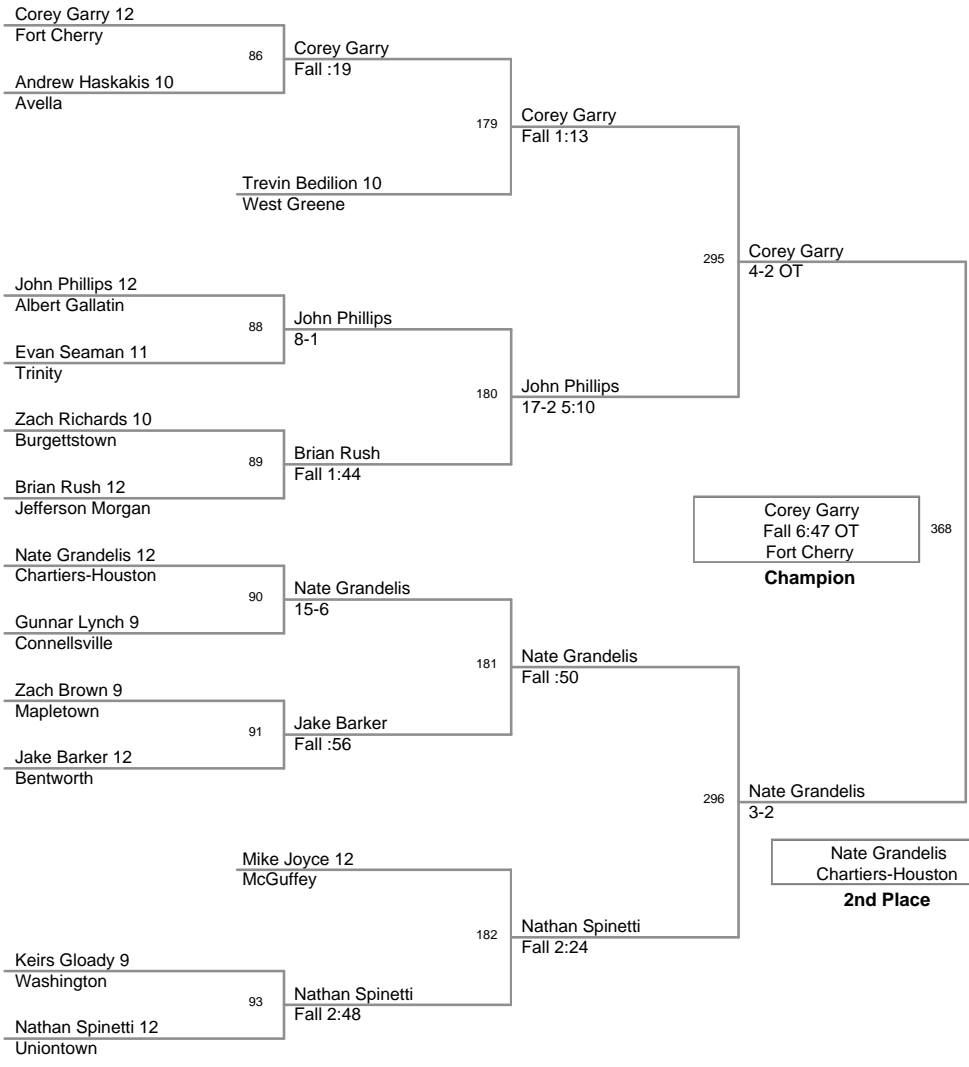 Corey Garry 12
Fort Cherry
86
Corey Garry
Fall :19
Andrew Haskakis 10
Avella
179
Corey Garry
Fall 1:13
Trevin Bedilion 10
West Greene
295
Corey Garry
4-2 OT
John Phillips 12
Albert Gallatin
88
John Phillips
8-1
Evan Seaman 11
Trinity
180
John Phillips
17-2 5:10
Zach Richards 10
Burgettstown
89
Brian Rush
Fall 1:44
Brian Rush 12
Jefferson Morgan
Corey Garry
Fall 6:47 OT
Fort Cherry
368
Champion
Nate Grandelis 12
Chartiers-Houston
90
Nate Grandelis
15-6
Gunnar Lynch 9
Connellsville
181
Nate Grandelis
Fall :50
Zach Brown 9
Mapletown
91
Jake Barker
Fall :56
Jake Barker 12
Bentworth
296
Nate Grandelis
3-2
Nate Grandelis
Chartiers-Houston
2nd Place
Mike Joyce 12
McGuffey
182
Nathan Spinetti
Fall 2:24
Keirs Gloady 9
Washington
93
Nathan Spinetti
Fall 2:48
Nathan Spinetti 12
Uniontown